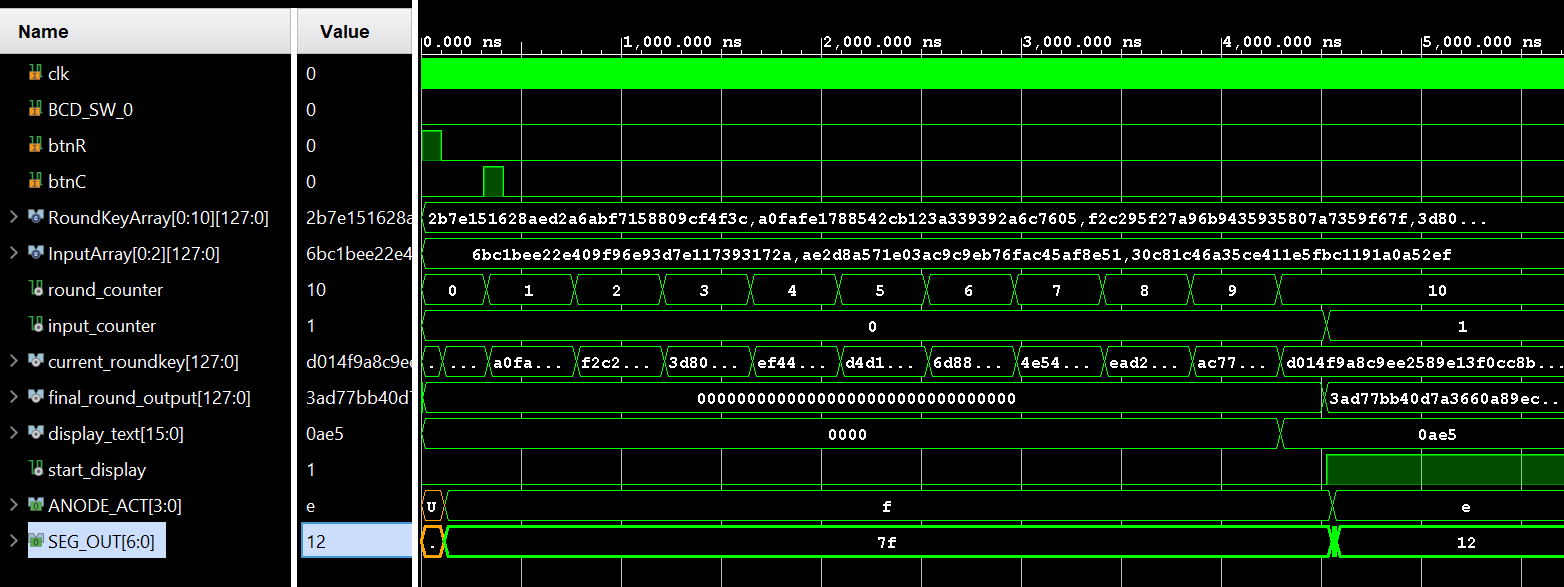 Name Value
0.000 ns 1,000.000 ns 2,000.000 ns 3,000.000 ns 4,000.000 ns 5,000.000 ns
clk 0
BCD_SW_0 0
btnR 0
btnC 0
RoundKeyArray[0:10][127:0] 2b7e151628a 2b7e151628aed2a6abf7158809cf4f3c,a0fafe1788542cb123a339392a6c7605,f2c295f27a96b9435935807a7359f67f,3d80...
InputArray[0:2][127:0] 6bc1bee22e4 6bc1bee22e409f96e93d7e117393172a,ae2d8a571e03ac9c9eb76fac45af8e51,30c81c46a35ce411e5fbc1191a0a52ef
round_counter 10 0 1 2 3 4 5 6 7 8 9 10
input_counter 1 0 1
current_roundkey[127:0] d014f9a8c9ee . ... a0fa... f2c2... 3d80... ef44... d4d1... 6d88... 4e54... ead2... ac77... d014f9a8c9ee2589e13f0cc8b...
final_round_output[127:0] 3ad77bb40d7 00000000000000000000000000000000 3ad77bb40d7a3660a89ec...
display_text[15:0] 0ae5 0000 0ae5
start_display 1
ANODE_ACT[3:0] e U f e
SEG_OUT[6:0] 12 . 7f 12